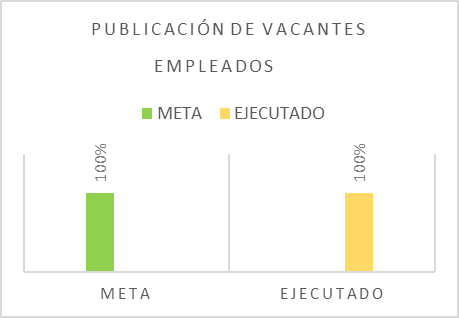 PUBLICACIÓN DE VACANTES
EMPLEADOS
META EJECUTADO
100% 100%
META EJECUTADO